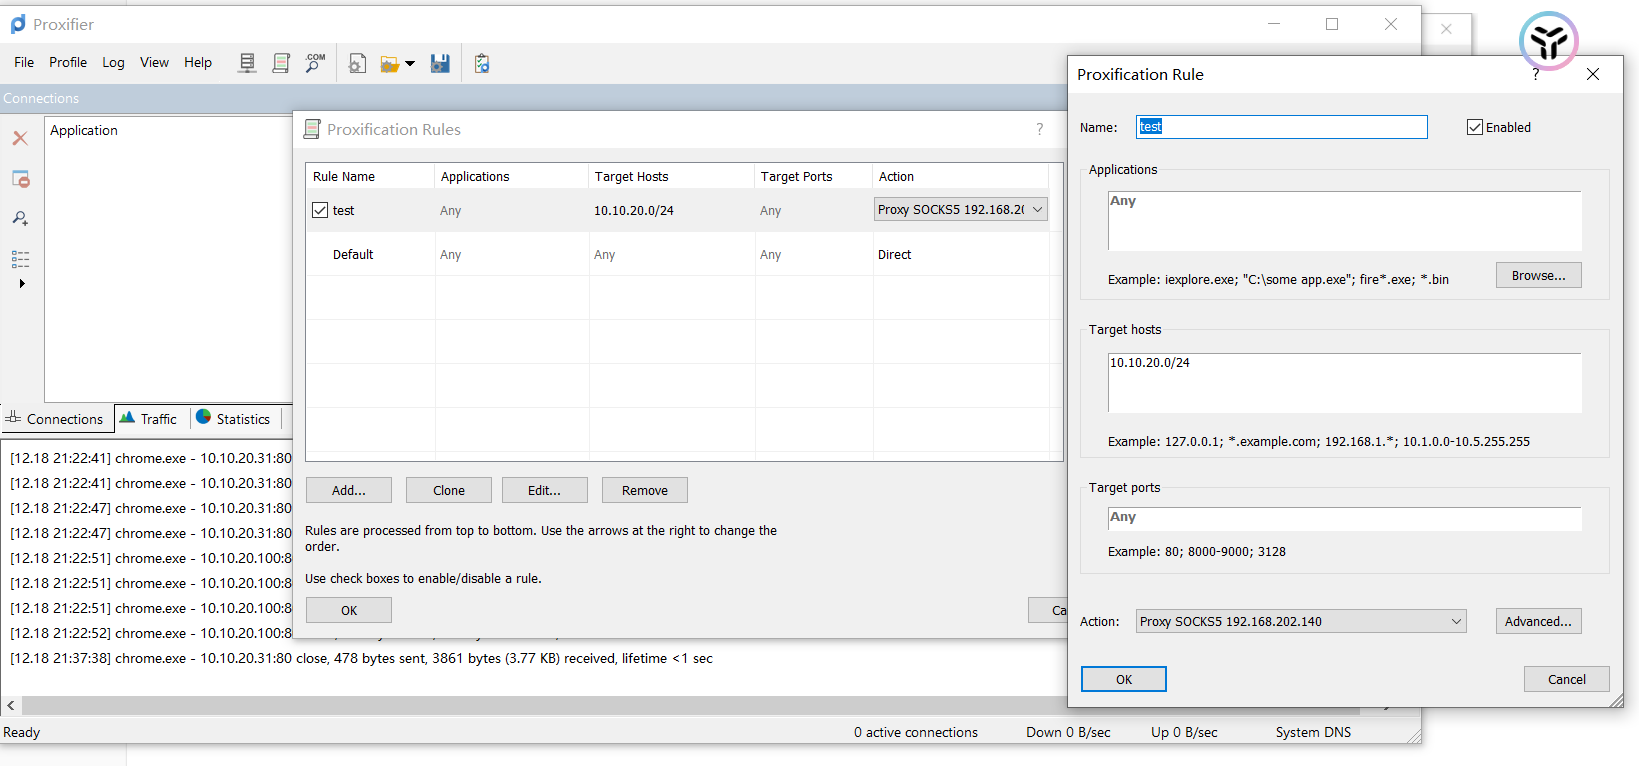 Proxifier
File Profile Log View Help .COM
Connections
Application
Connections Traffic Statistics
[12.18 21:22:41] chrome.exe - 10.10.20.31:80
[12.18 21:22:41] chrome.exe - 10.10.20.31:80
[12.18 21:22:47] chrome.exe - 10.10.20.31:80
[12.18 21:22:47] chrome.exe - 10.10.20.31:80
[12.18 21:22:51] chrome.exe - 10.10.20.100:8
[12.18 21:22:51] chrome.exe - 10.10.20.100:8
[12.18 21:22:51] chrome.exe - 10.10.20.100:8
[12.18 21:22:52] chrome.exe - 10.10.20.100:8
[12.18 21:37:38] chrome.exe - 10.10.20.31:80 close, 478 bytes sent, 3861 bytes (3.77 KB) received, lifetime <1 sec
Ready 0 active connections Down 0 B/sec Up 0 B/sec System DNS
Proxification Rules ?
Rule Name Applications Target Hosts Target Ports Action
test Any 10.10.20.0/24 Any Proxy SOCKS5 192.168.20
Default Any Any Any Direct
Add... Clone Edit... Remove
Rules are processed from top to bottom. Use the arrows at the right to change the
order.
Use check boxes to enable/disable a rule.
OK Ca
Proxification Rule ?
Name: test Enabled
Applications
Any
Example: iexplore.exe; "C:\some app.exe"; fire*.exe; *.bin Browse...
Target hosts
10.10.20.0/24
Example: 127.0.0.1; *.example.com; 192.168.1.*; 10.1.0.0-10.5.255.255
Target ports
Any
Example: 80; 8000-9000; 3128
Action: Proxy SOCKS5 192.168.202.140 Advanced...
OK Cancel